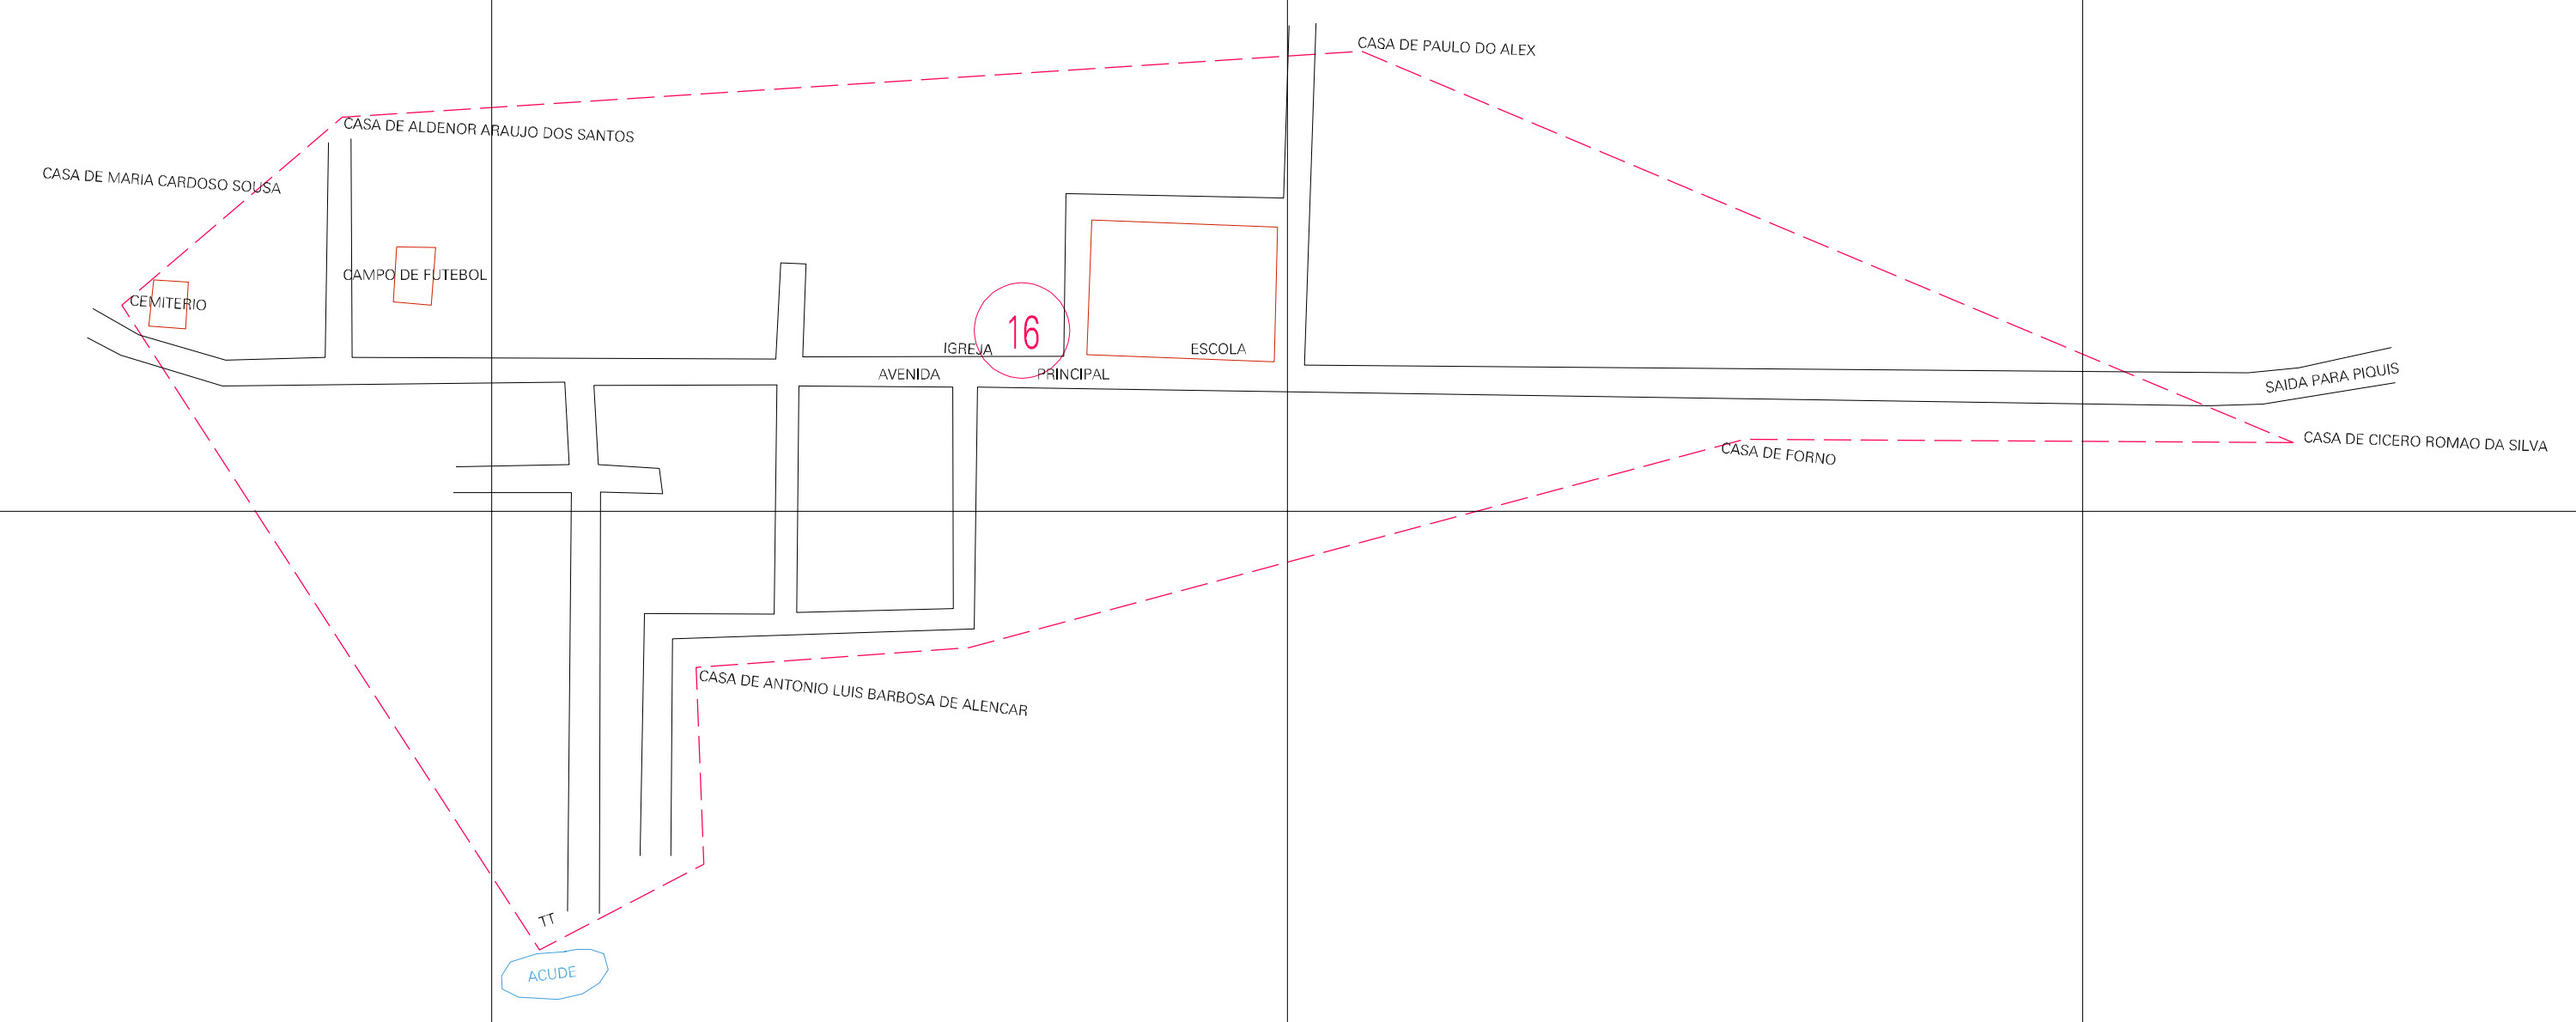 CASA DE PAULO DO ALEX
CASA DE ALDENOR ARAUJO DOS SANTOS
CASA DE MARIA CARDOSO SOUSA
CAMPO DE FUTEBOL
CEMITERIO
16
IGREJA
ESCOLA
AVENIDA PRINCIPAL
SAIDA PARA PIQUIS
CASA DE CICERO ROMAO DA SILVA
CASA DE FORNO
CASA DE ANTONIO LUIS BARBOSA DE ALENCAR
TT
ACUDE